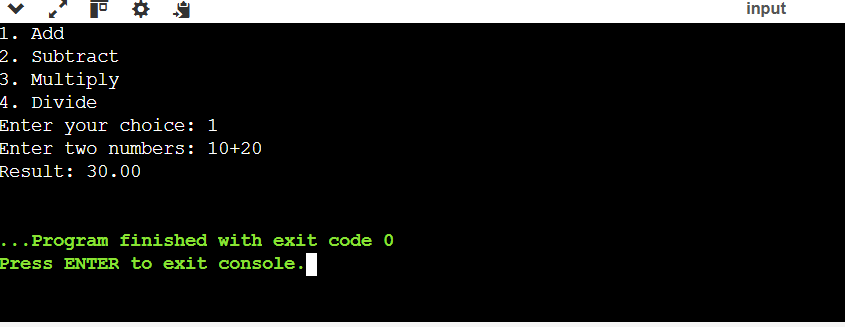 input
1. Add
2. Subtract
3. Multiply
4. Divide
Enter your choice: 1
Enter two numbers: 10+20
Result: 30.00
...Program finished with exit code 0
Press ENTER to exit console.